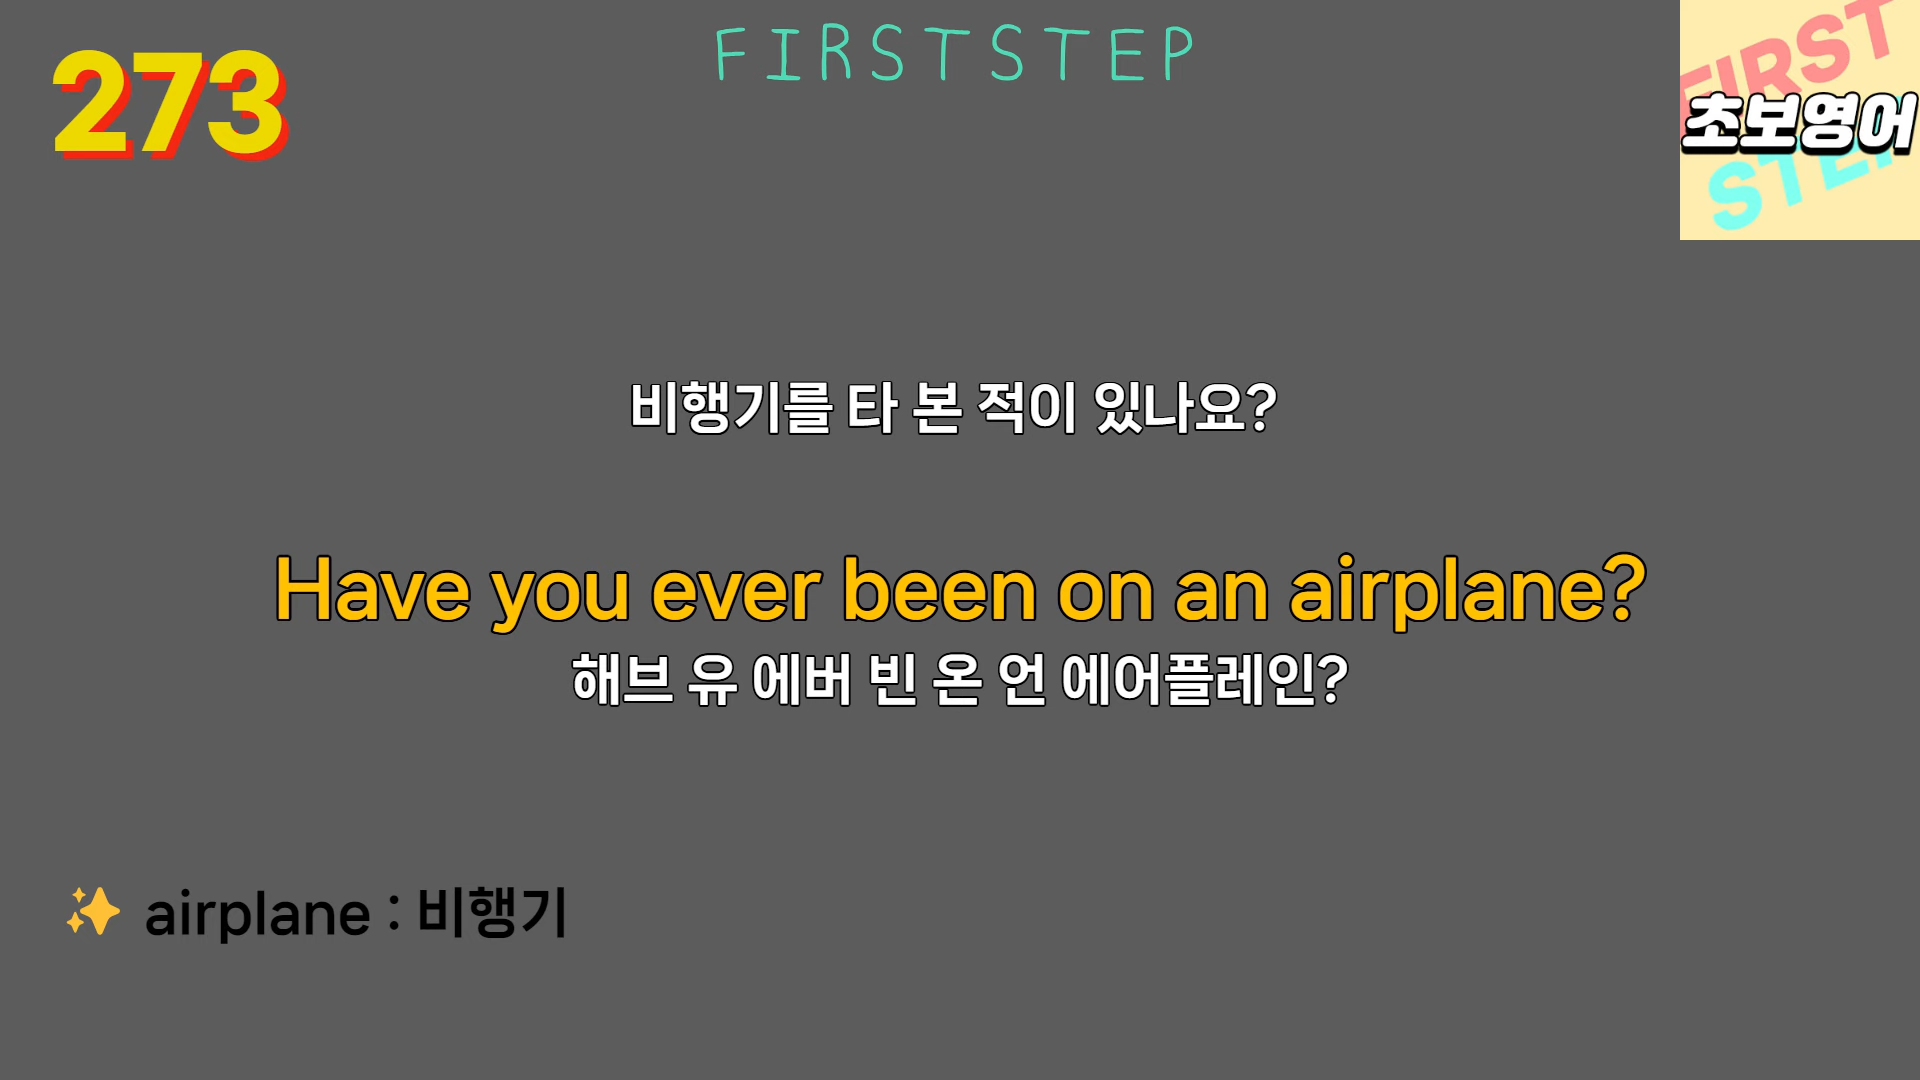 273
FIRSTSTEP
FIRST
초보영어
STEP
비행기를 타 본 적이 있나요?
Have you ever been on an airplane?
해브 유 에버 빈 온 언 에어플레인?
✨ airplane : 비행기